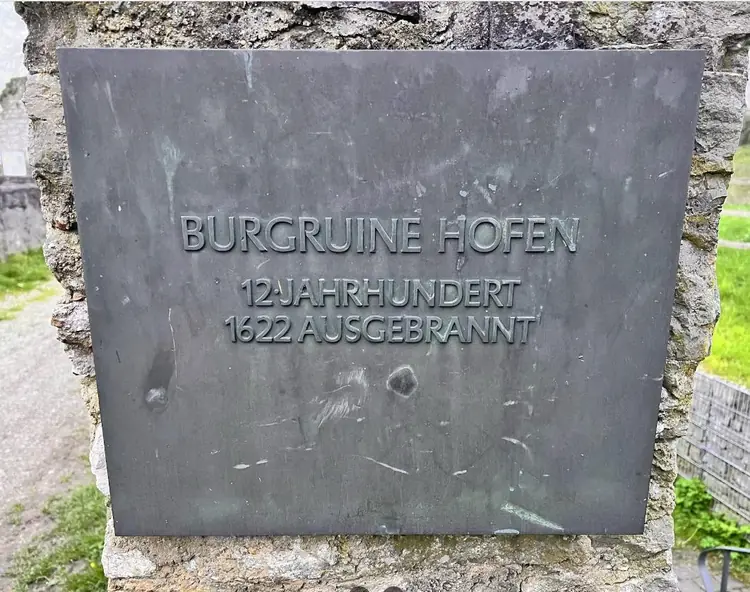 BURGRUINE HOFEN
12·JAHRHUNDERT
1622 AUSGEBRANNT